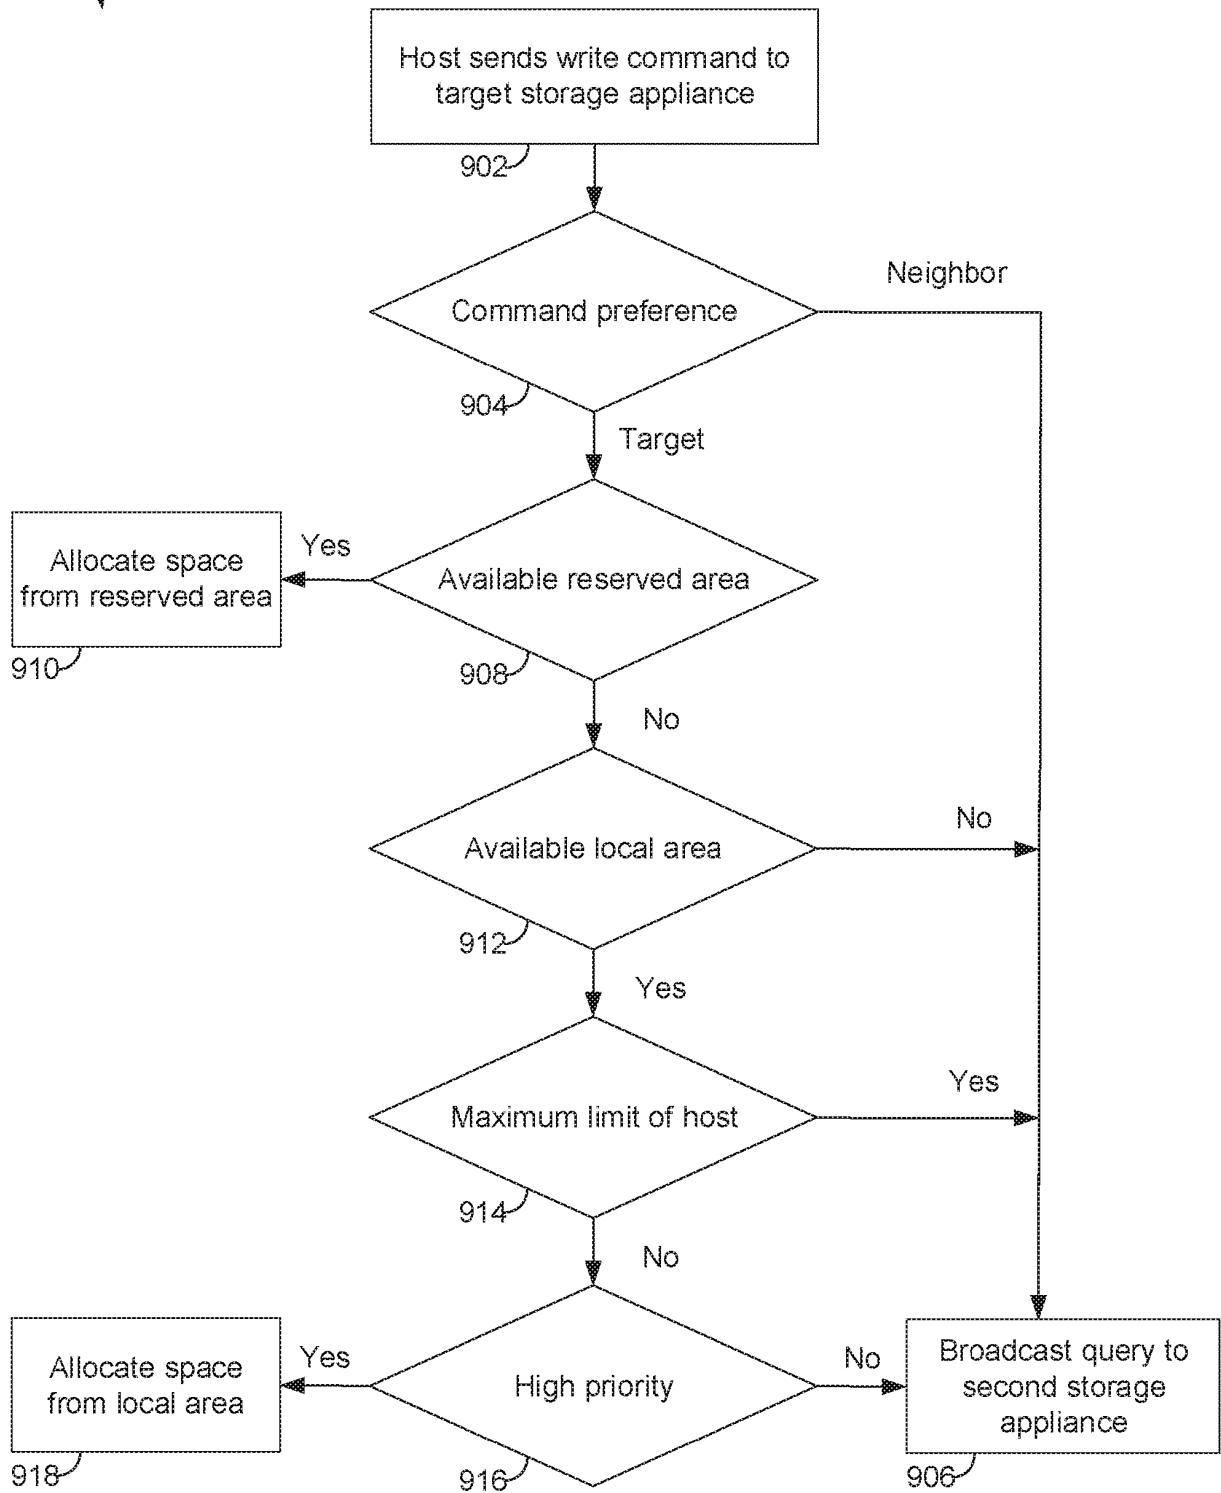 Host sends write command to
target storage appliance
902
Neighbor
Command preference
904
Target
Yes
Allocate space
from reserved area
Available reserved area
910
908
No
No
Available local area
912
Yes
Yes
Maximum limit of host
914
No
Yes
Allocate space
from local area
High priority
No
Broadcast query to
second storage
appliance
918
916
906